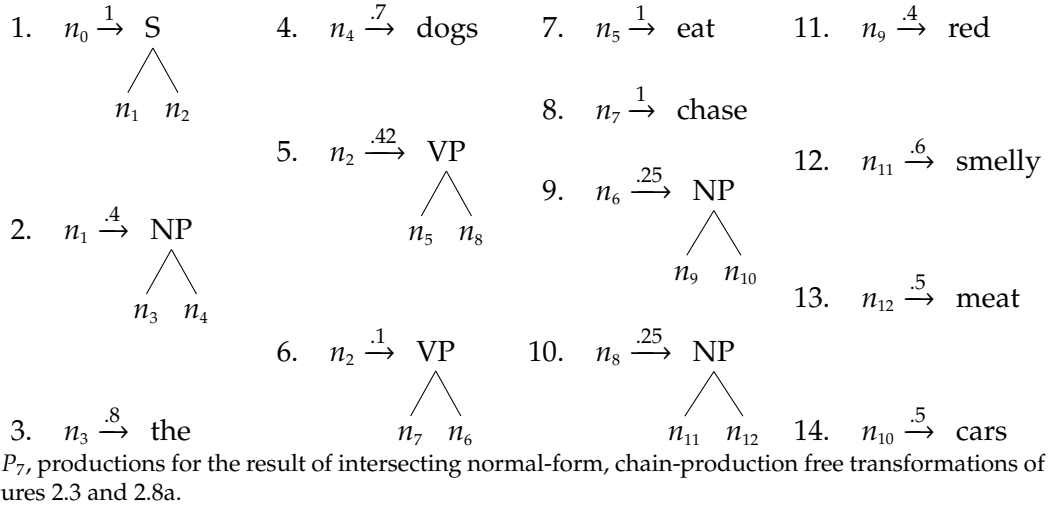 1. n₀ →¹ S
n₁ n₂
2. n₁ →.4 NP
n₃ n₄
3. n₃ →.8 the
4. n₄ →.7 dogs
5. n₂ →.42 VP
n₅ n₈
6. n₂ →.1 VP
n₇ n₆
7. n₅ →¹ eat
8. n₇ →¹ chase
9. n₆ →.25 NP
n₉ n₁₀
10. n₈ →.25 NP
n₁₁ n₁₂
11. n₉ →.4 red
12. n₁₁ →.6 smelly
13. n₁₂ →.5 meat
14. n₁₀ →.5 cars
P₇, productions for the result of intersecting normal-form, chain-production free transformations of
ures 2.3 and 2.8a.